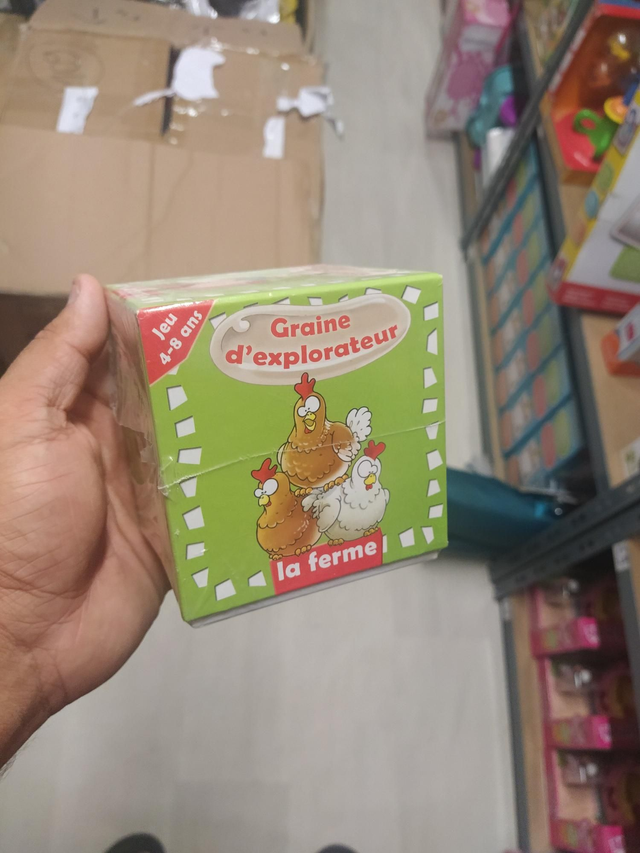 Jeu
4-8 ans
Graine
d'explorateur
la ferme